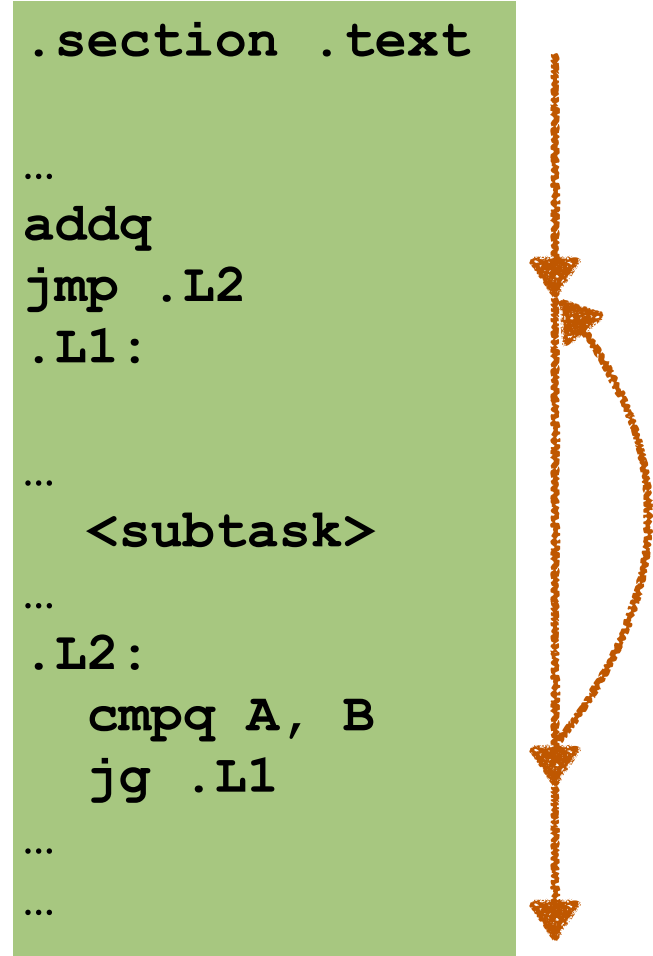 .section .text
…
addq
jmp .L2
.L1:
…
<subtask>
…
.L2:
cmpq A, B
jg .L1
…
…